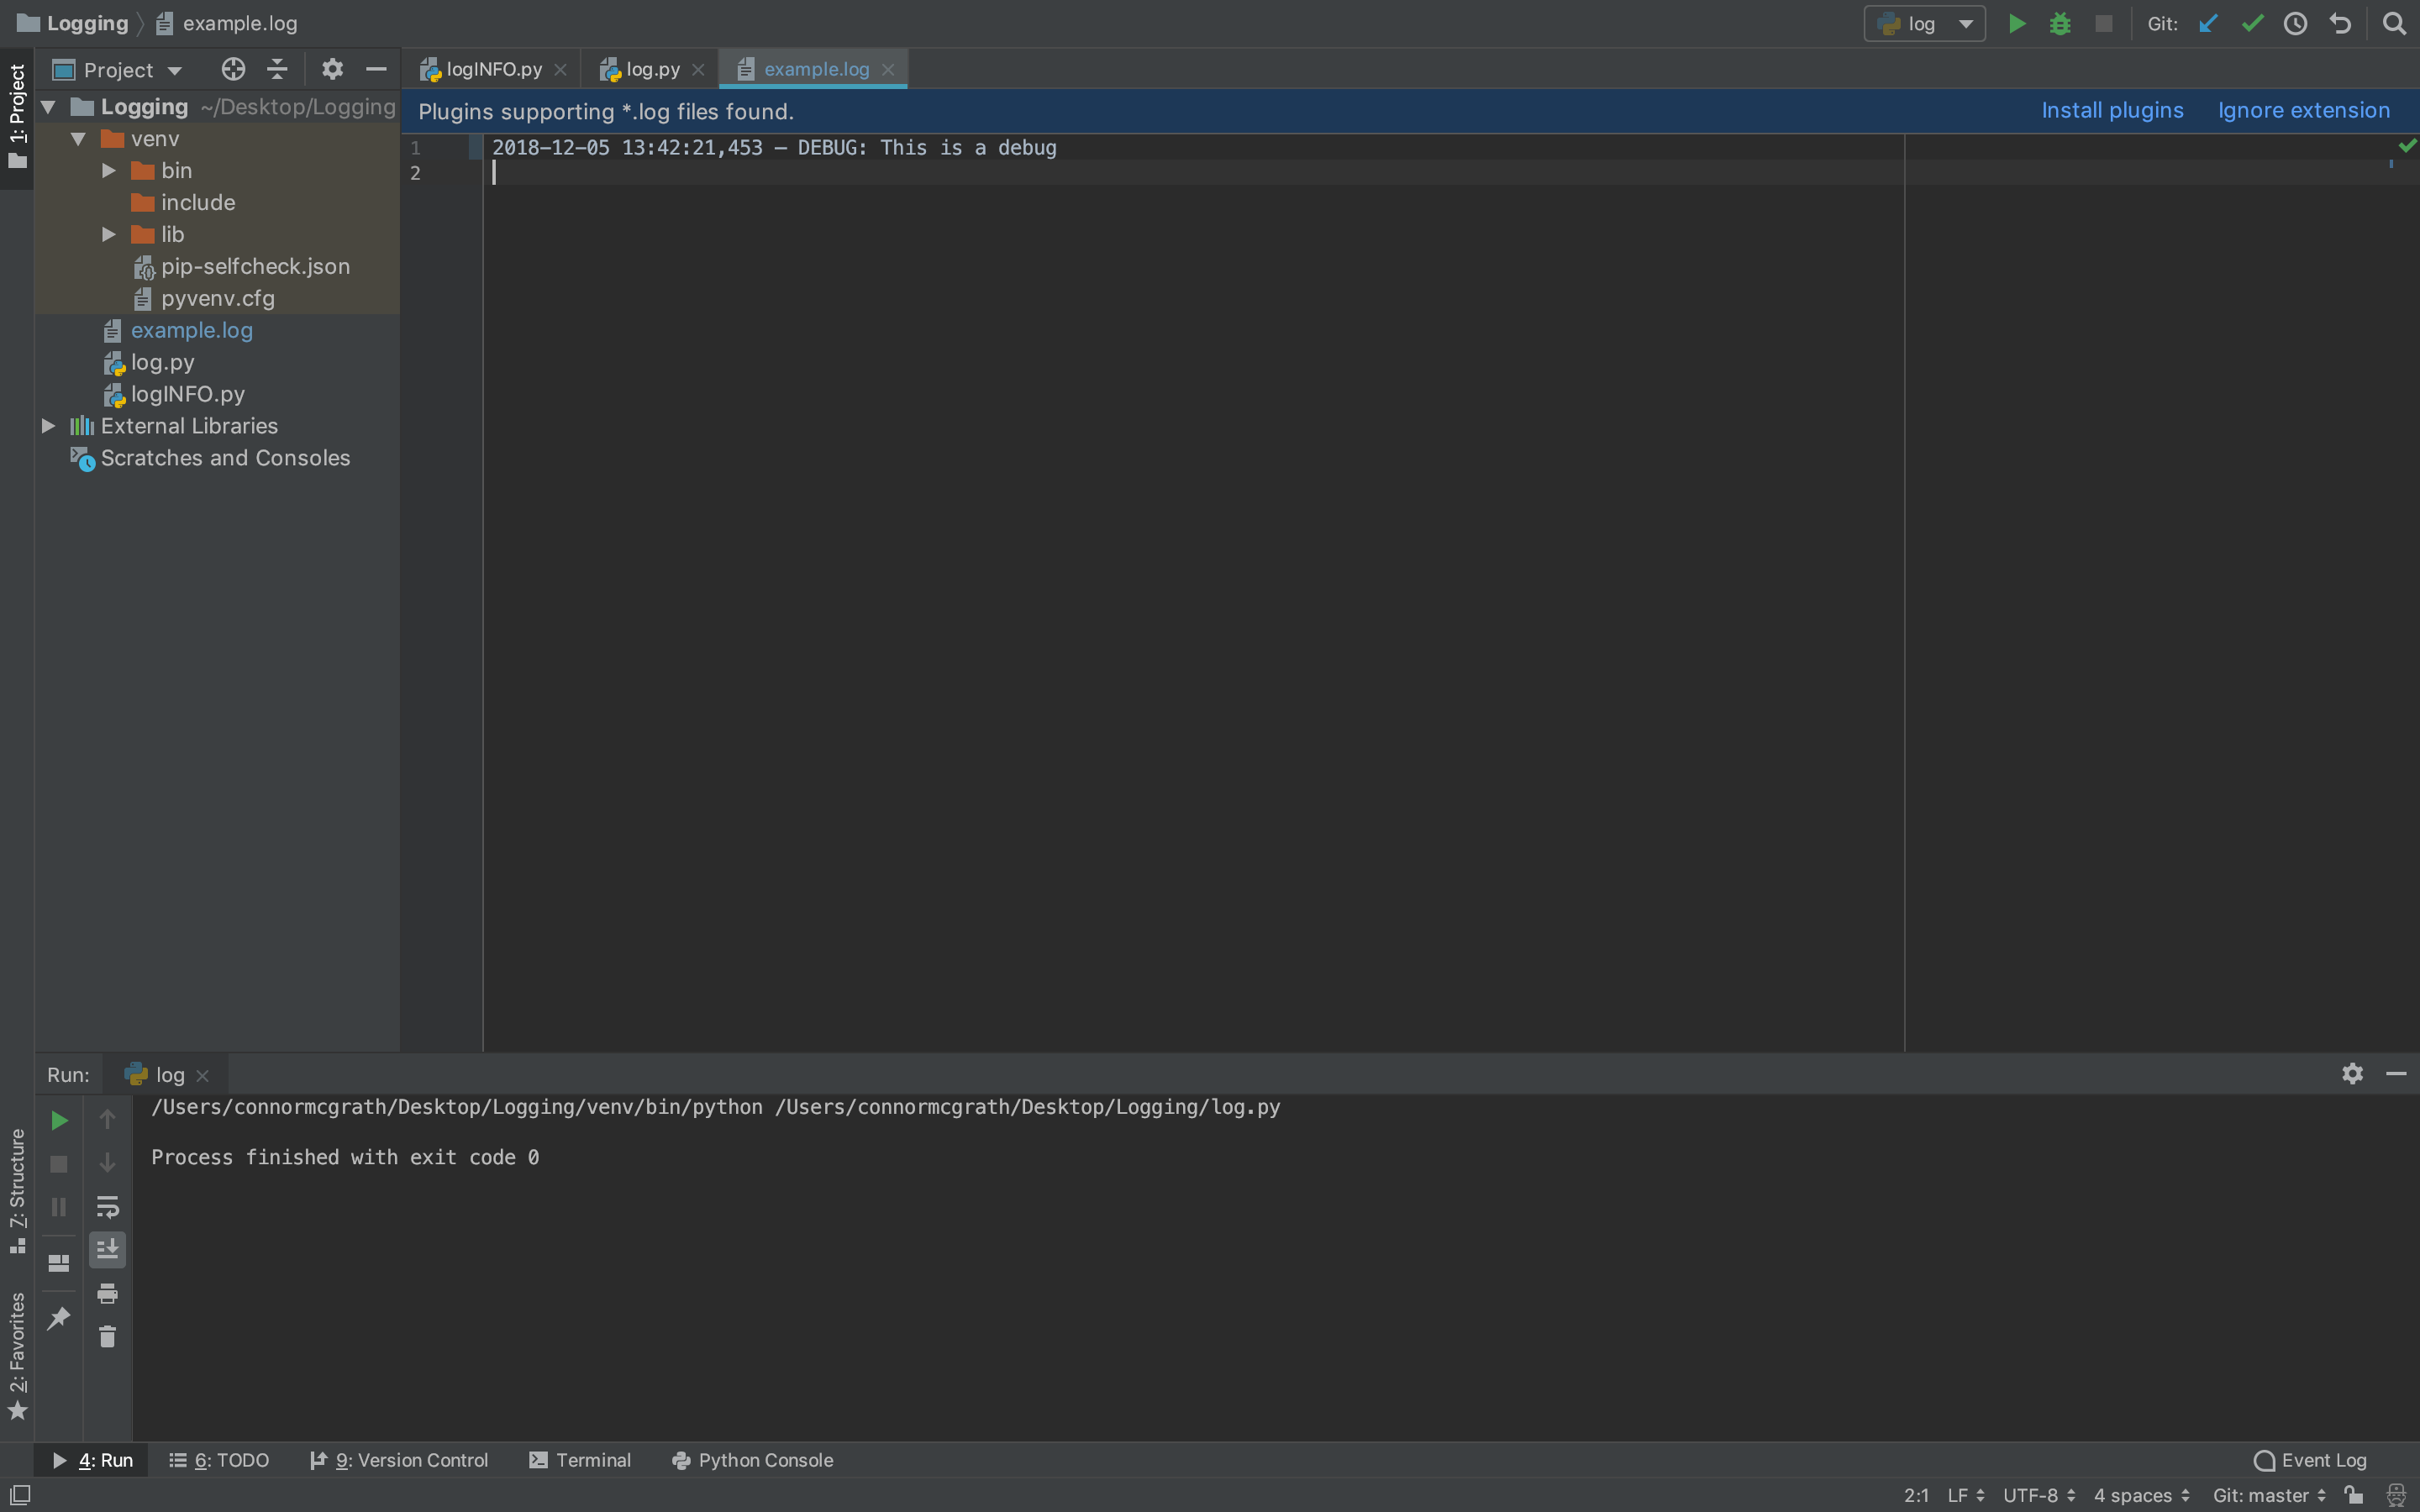 Logging example.log log Git:
1: Project
Project
logINFO.py log.py example.log
Logging ~/Desktop/Logging
venv
bin
include
lib
pip-selfcheck.json
pyvenv.cfg
example.log
log.py
logINFO.py
External Libraries
Scratches and Consoles
Plugins supporting *.log files found. Install plugins Ignore extension
1 2018-12-05 13:42:21,453 — DEBUG: This is a debug
2
Run: log
/Users/connormcgrath/Desktop/Logging/venv/bin/python /Users/connormcgrath/Desktop/Logging/log.py
Process finished with exit code 0
7: Structure
2: Favorites
4: Run 6: TODO 9: Version Control Terminal Python Console Event Log
2:1 LF UTF-8 4 spaces Git: master